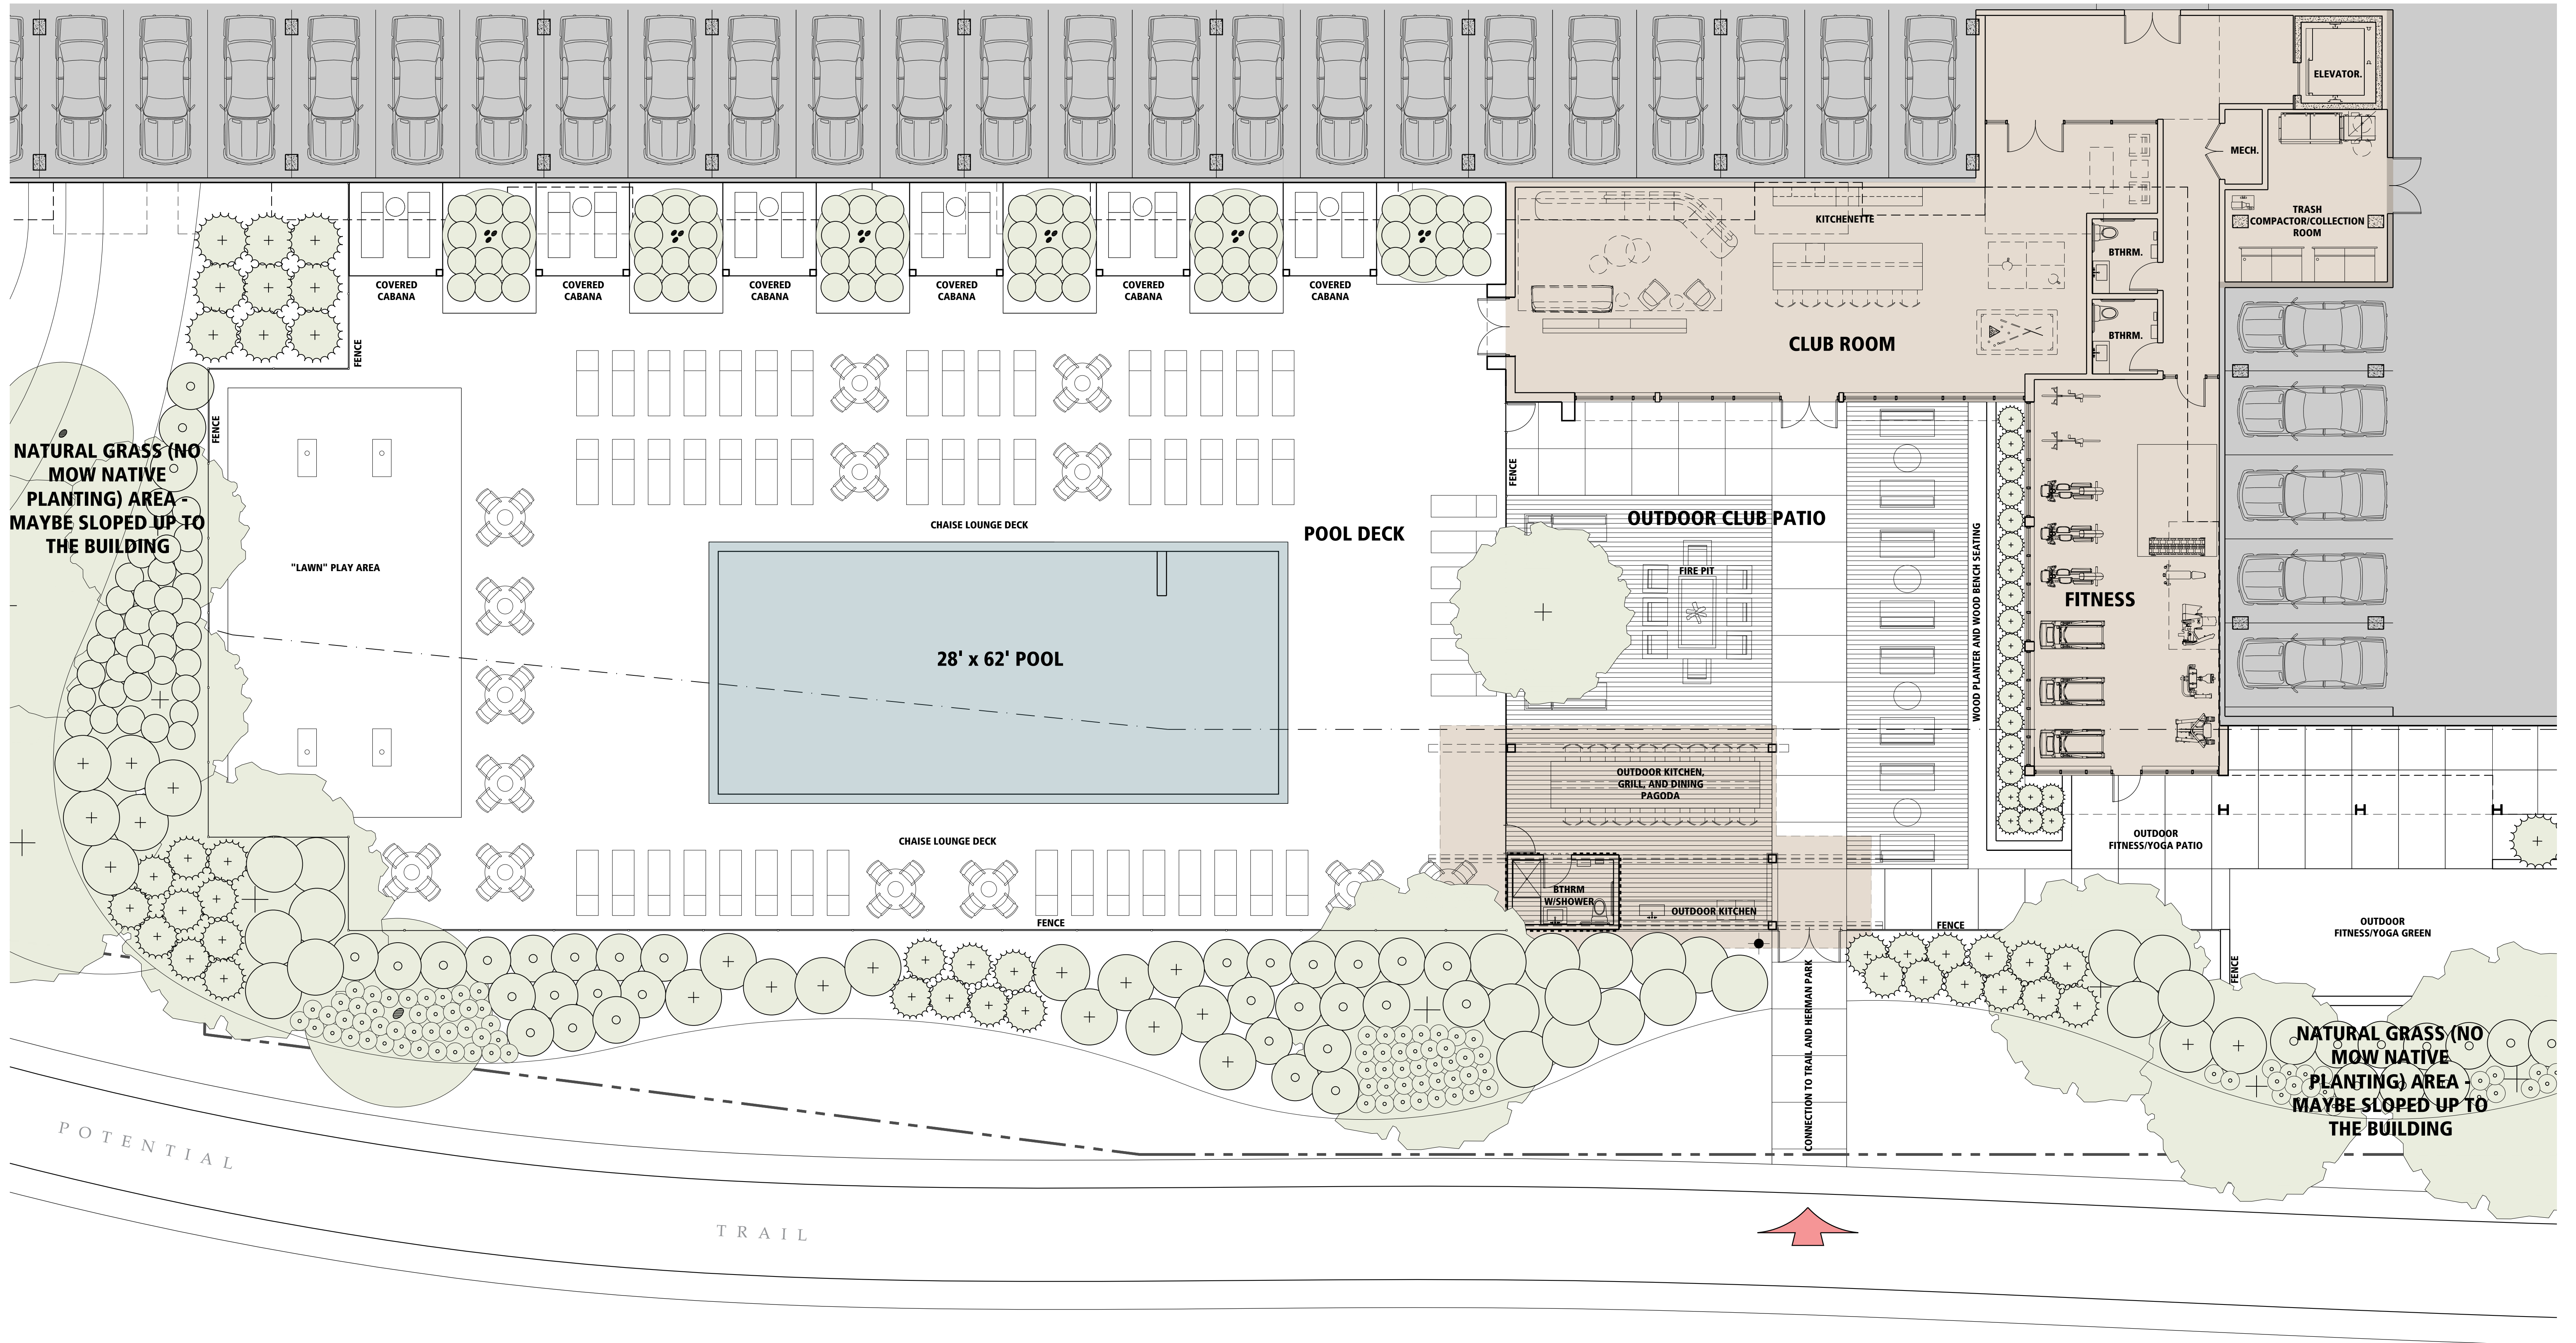 ELEVATOR.
MECH.
TRASH
COMPACTOR/COLLECTION
ROOM
KITCHENETTE
BTHRM.
BTHRM.
CLUB ROOM
COVERED
CABANA
COVERED
CABANA
COVERED
CABANA
COVERED
CABANA
COVERED
CABANA
COVERED
CABANA
FENCE
FENCE
FENCE
NATURAL GRASS (NO
MOW NATIVE
PLANTING) AREA -
MAYBE SLOPED UP TO
THE BUILDING
"LAWN" PLAY AREA
CHAISE LOUNGE DECK
POOL DECK
OUTDOOR CLUB PATIO
FIRE PIT
WOOD PLANTER AND WOOD BENCH SEATING
FITNESS
28' x 62' POOL
OUTDOOR KITCHEN,
GRILL, AND DINING
PAGODA
CHAISE LOUNGE DECK
OUTDOOR
FITNESS/YOGA PATIO
BTHRM
W/SHOWER
OUTDOOR KITCHEN
FENCE
FENCE
OUTDOOR
FITNESS/YOGA GREEN
FENCE
CONNECTION TO TRAIL AND HERMAN PARK
NATURAL GRASS (NO
MOW NATIVE
PLANTING) AREA -
MAYBE SLOPED UP TO
THE BUILDING
POTENTIAL
TRAIL